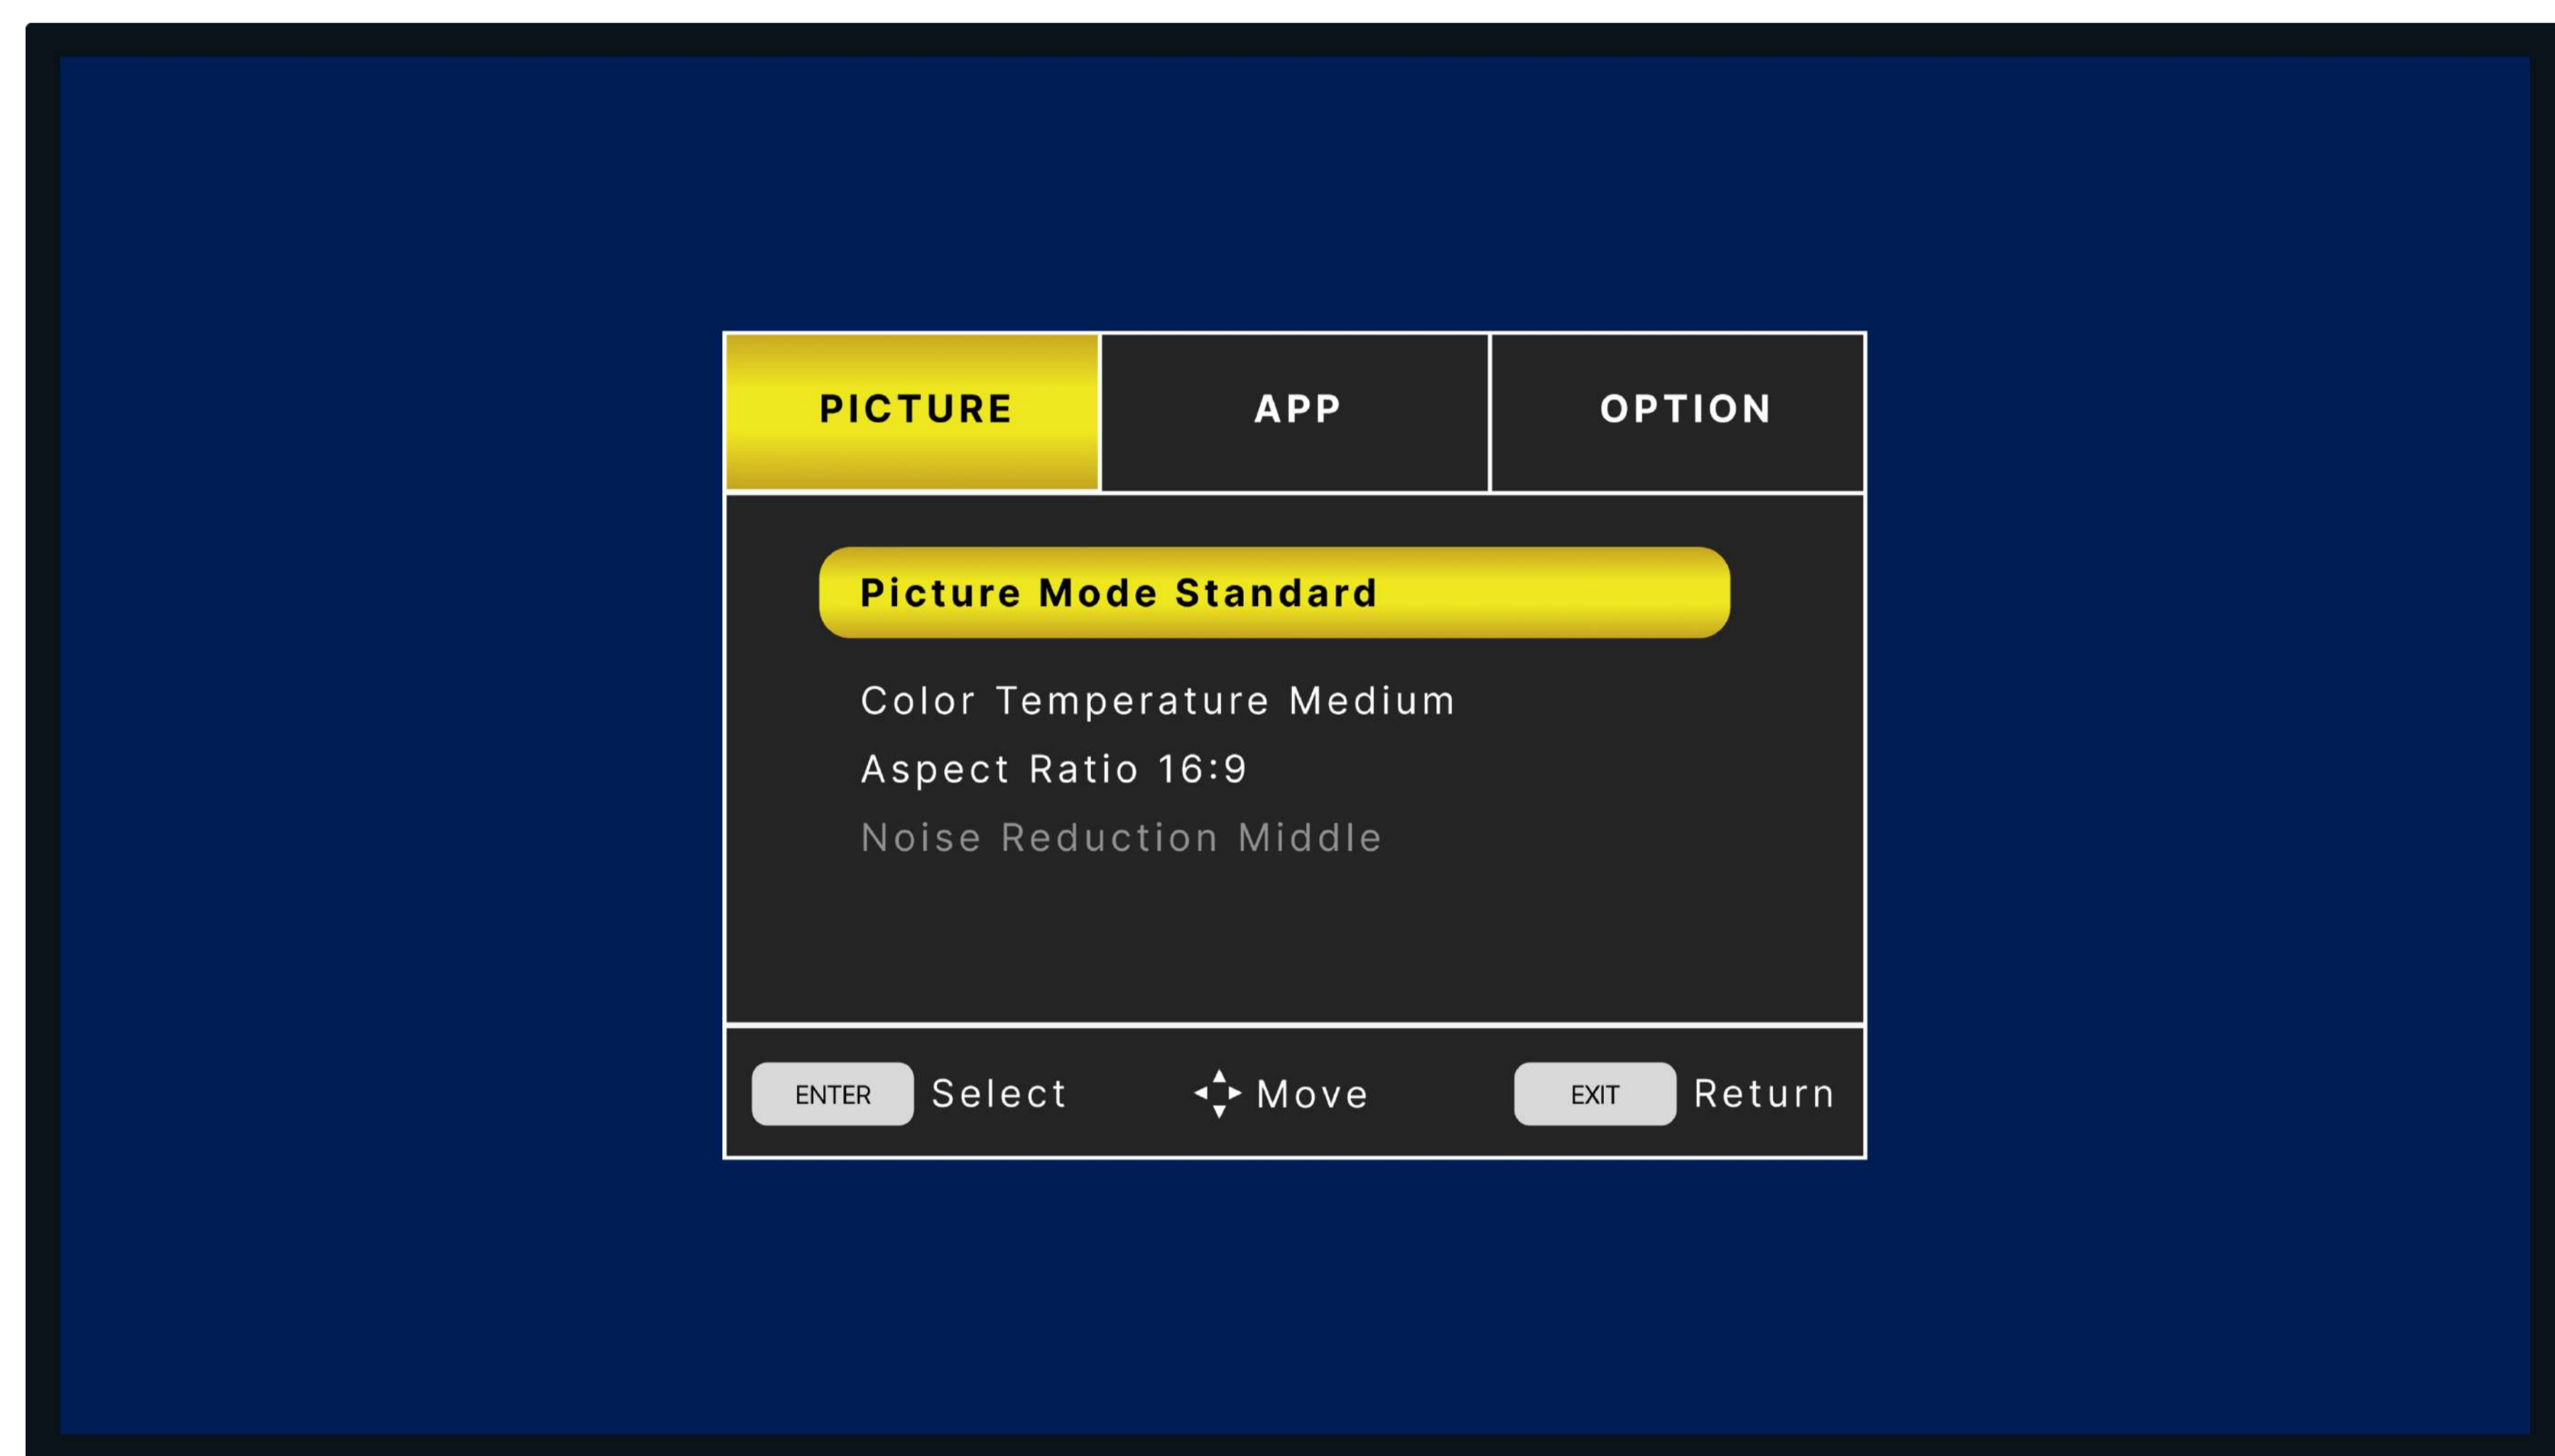 PICTURE APP OPTION
Picture Mode Standard
Color Temperature Medium
Aspect Ratio 16:9
Noise Reduction Middle
ENTER Select Move EXIT Return